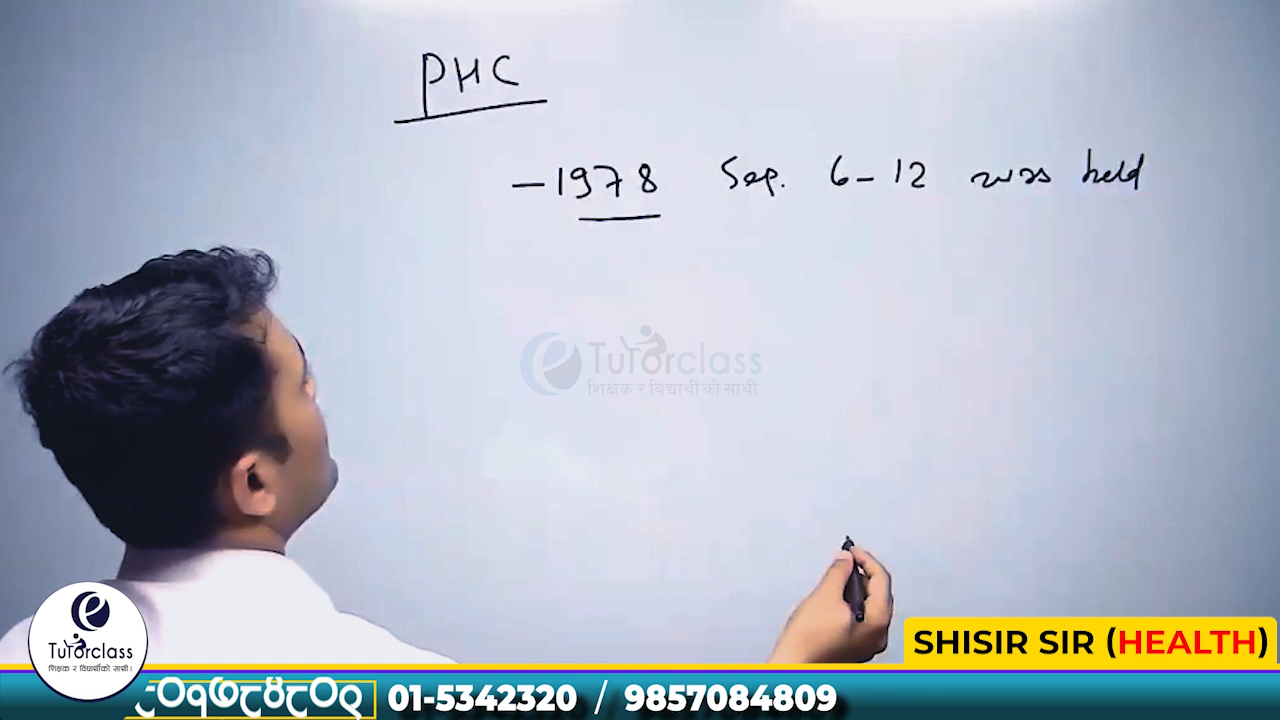 PHC
– 1978 Sep. 6-12 was held
e Tutorclass
शिक्षक र विद्यार्थी को साथी
e
Tutorclass
शिक्षक र विद्यार्थीको साथी।
SHISIR SIR (HEALTH)
01-5342320 / 9857084809